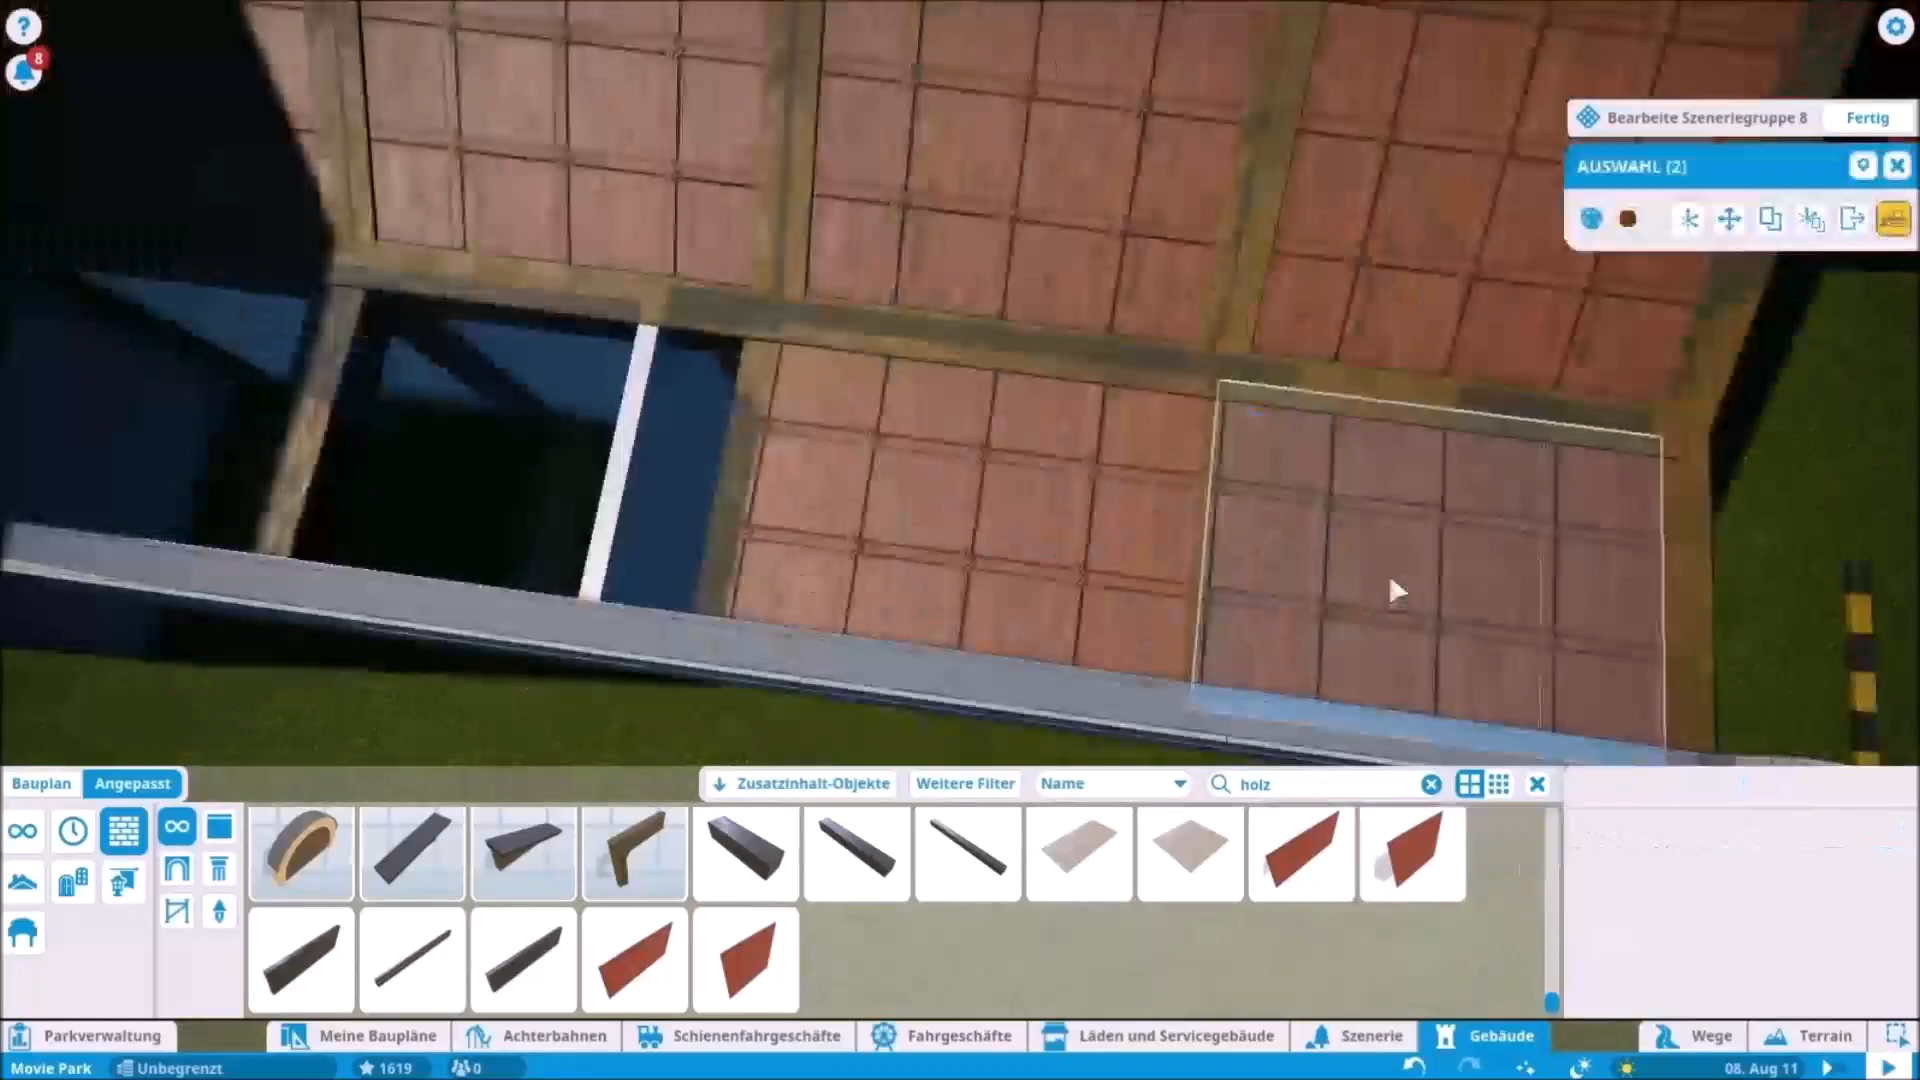 ?
8
Bearbeite Szeneriegruppe 8
Fertig
AUSWAHL (2)
Bauplan
Angepasst
Zusatzinhalt-Objekte
Weitere Filter
Name
holz
Parkverwaltung
Meine Baupläne
Achterbahnen
Schienenfahrgeschäfte
Fahrgeschäfte
Läden und Servicegebäude
Szenerie
Gebäude
Wege
Terrain
Movie Park
Unbegrenzt
1619
0
08. Aug 11